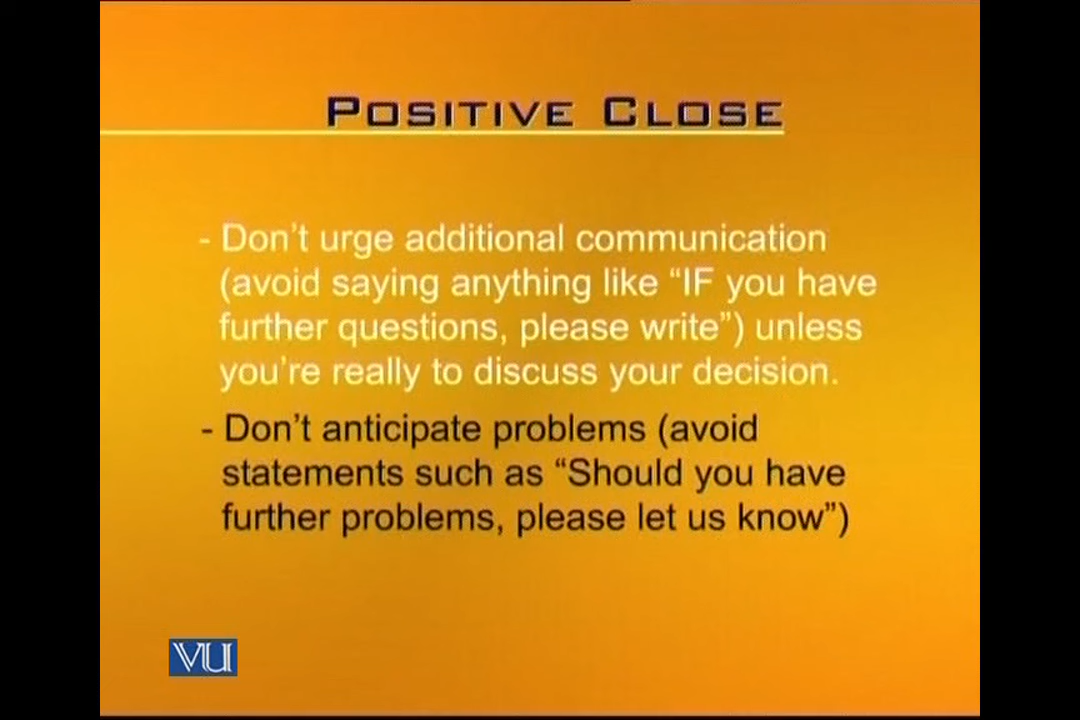 POSITIVE CLOSE
- Don't urge additional communication
(avoid saying anything like “IF you have
further questions, please write”) unless
you're really to discuss your decision.
- Don't anticipate problems (avoid
statements such as “Should you have
further problems, please let us know”)
VU